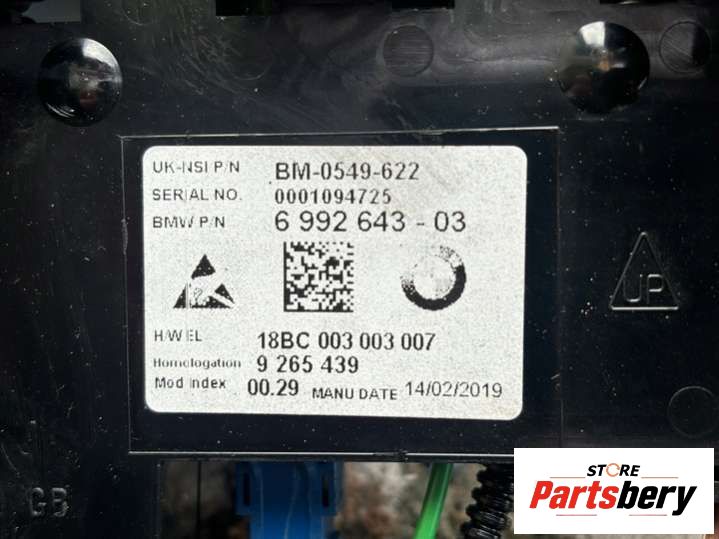 UK-NSI P/N BM-0549-622
SERIAL NO. 0001094725
BMW P/N 6 992 643 - 03
H/W EL 18BC 003 003 007
Homologation 9 265 439
Mod Index 00.29 MANU DATE 14/02/2019
UP
GB
STORE
Partsbery